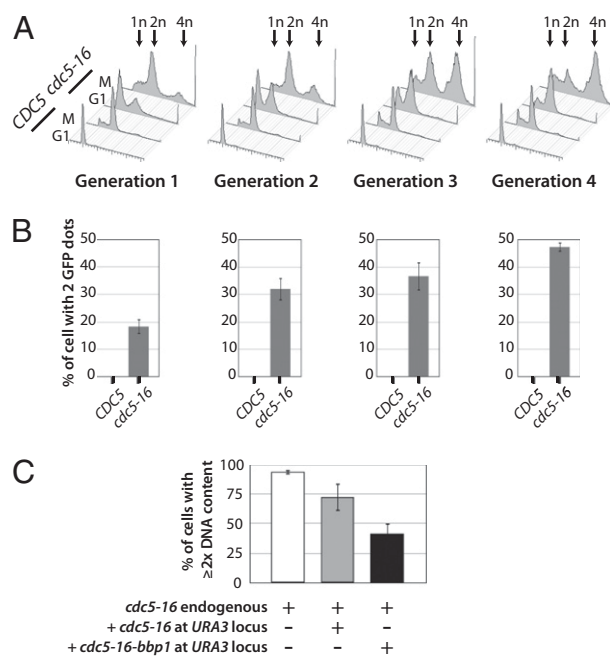 A
1n 2n 4n 1n 2n 4n 1n 2n 4n 1n 2n 4n
CDC5 cdc5-16
M
G1
M
G1
Generation 1 Generation 2 Generation 3 Generation 4
B
% of cell with 2 GFP dots
50 50 50 50
40 40 40 40
30 30 30 30
20 20 20 20
10 10 10 10
0 0 0 0
CDC5 cdc5-16 CDC5 cdc5-16 CDC5 cdc5-16 CDC5 cdc5-16
C
% of cells with
≥2x DNA content
100
75
50
25
0
cdc5-16 endogenous + + +
+ cdc5-16 at URA3 locus – + –
+ cdc5-16-bbp1 at URA3 locus – – +